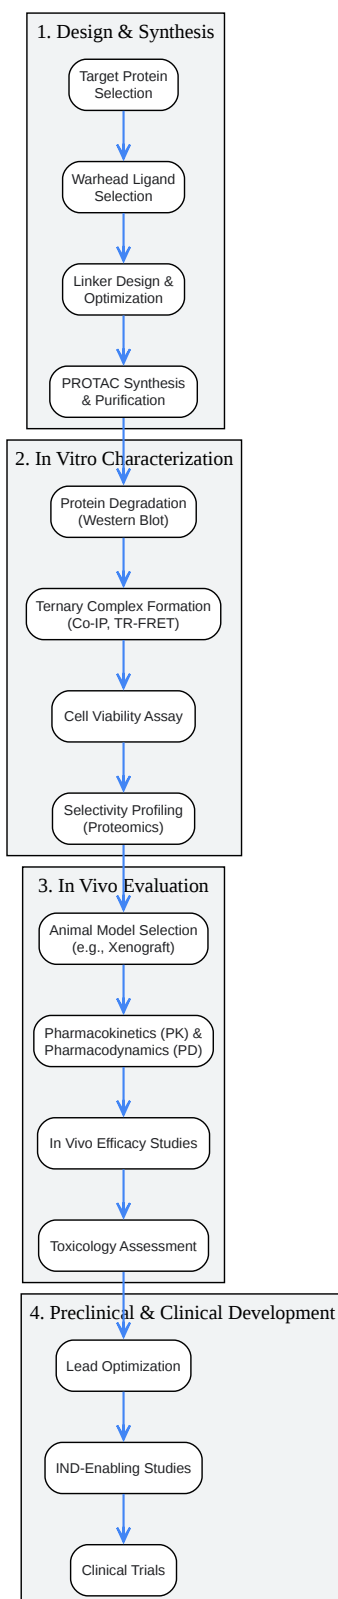 1. Design & Synthesis
Target Protein
Selection
Warhead Ligand
Selection
Linker Design &
Optimization
PROTAC Synthesis
& Purification
2. In Vitro Characterization
Protein Degradation
(Western Blot)
Ternary Complex Formation
(Co-IP, TR-FRET)
Cell Viability Assay
Selectivity Profiling
(Proteomics)
3. In Vivo Evaluation
Animal Model Selection
(e.g., Xenograft)
Pharmacokinetics (PK) &
Pharmacodynamics (PD)
In Vivo Efficacy Studies
Toxicology Assessment
4. Preclinical & Clinical Development
Lead Optimization
IND-Enabling Studies
Clinical Trials